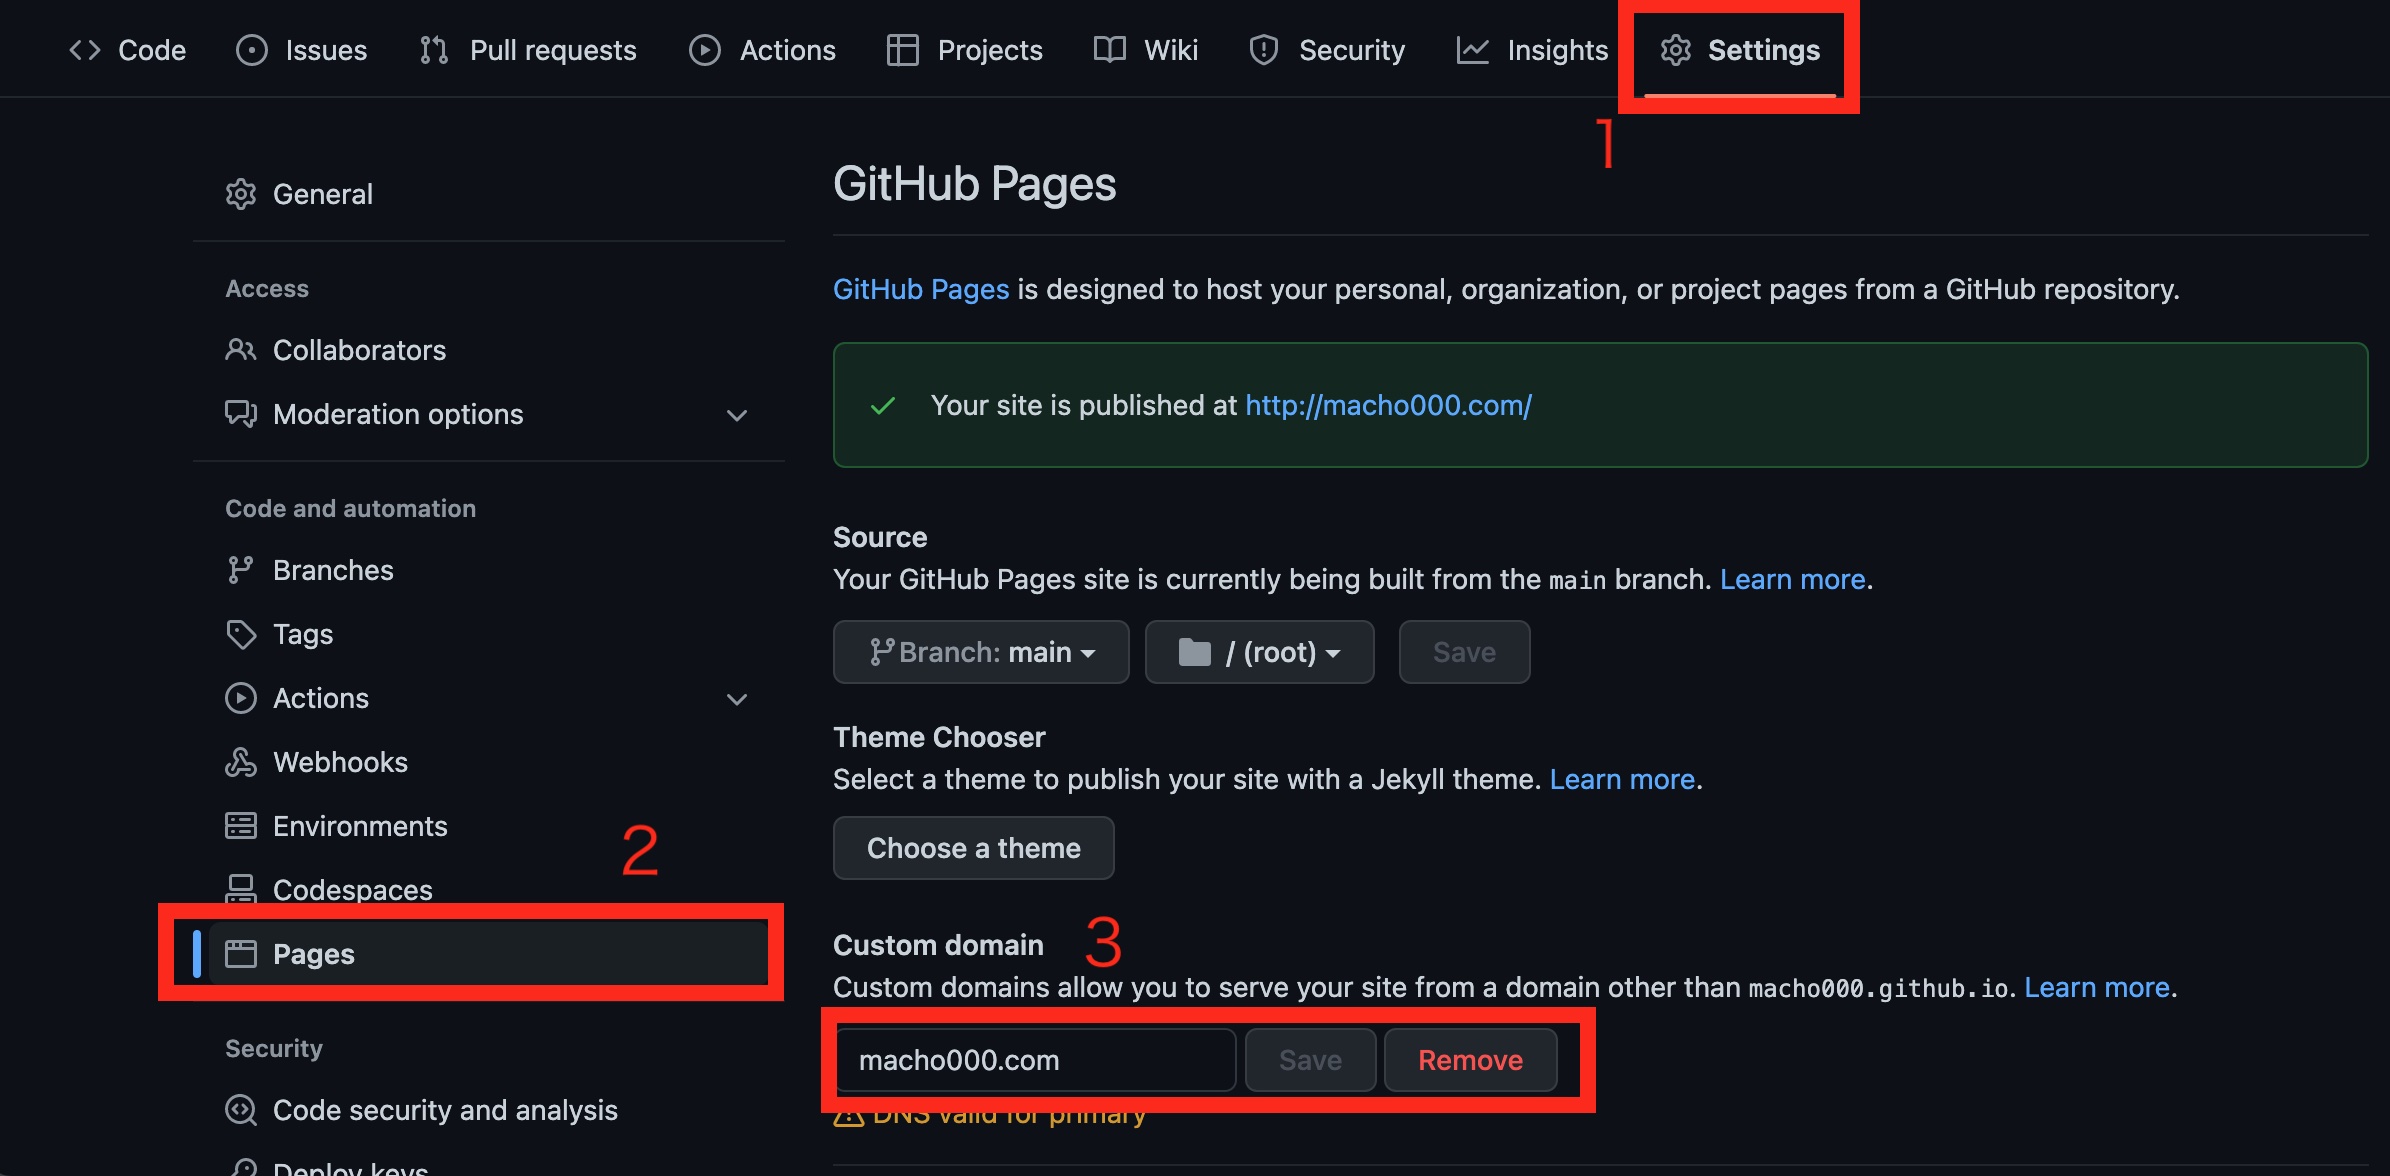 Code Issues Pull requests Actions Projects Wiki Security Insights Settings
1
General
Access
Collaborators
Moderation options
Code and automation
Branches
Tags
Actions
Webhooks
Environments
2
Codespaces
Pages
Security
Code security and analysis
Deploy keys
GitHub Pages
GitHub Pages is designed to host your personal, organization, or project pages from a GitHub repository.
Your site is published at http://macho000.com/
Source
Your GitHub Pages site is currently being built from the main branch. Learn more.
Branch: main / (root) Save
Theme Chooser
Select a theme to publish your site with a Jekyll theme. Learn more.
Choose a theme
Custom domain 3
Custom domains allow you to serve your site from a domain other than macho000.github.io. Learn more.
macho000.com Save Remove
DNS valid for primary